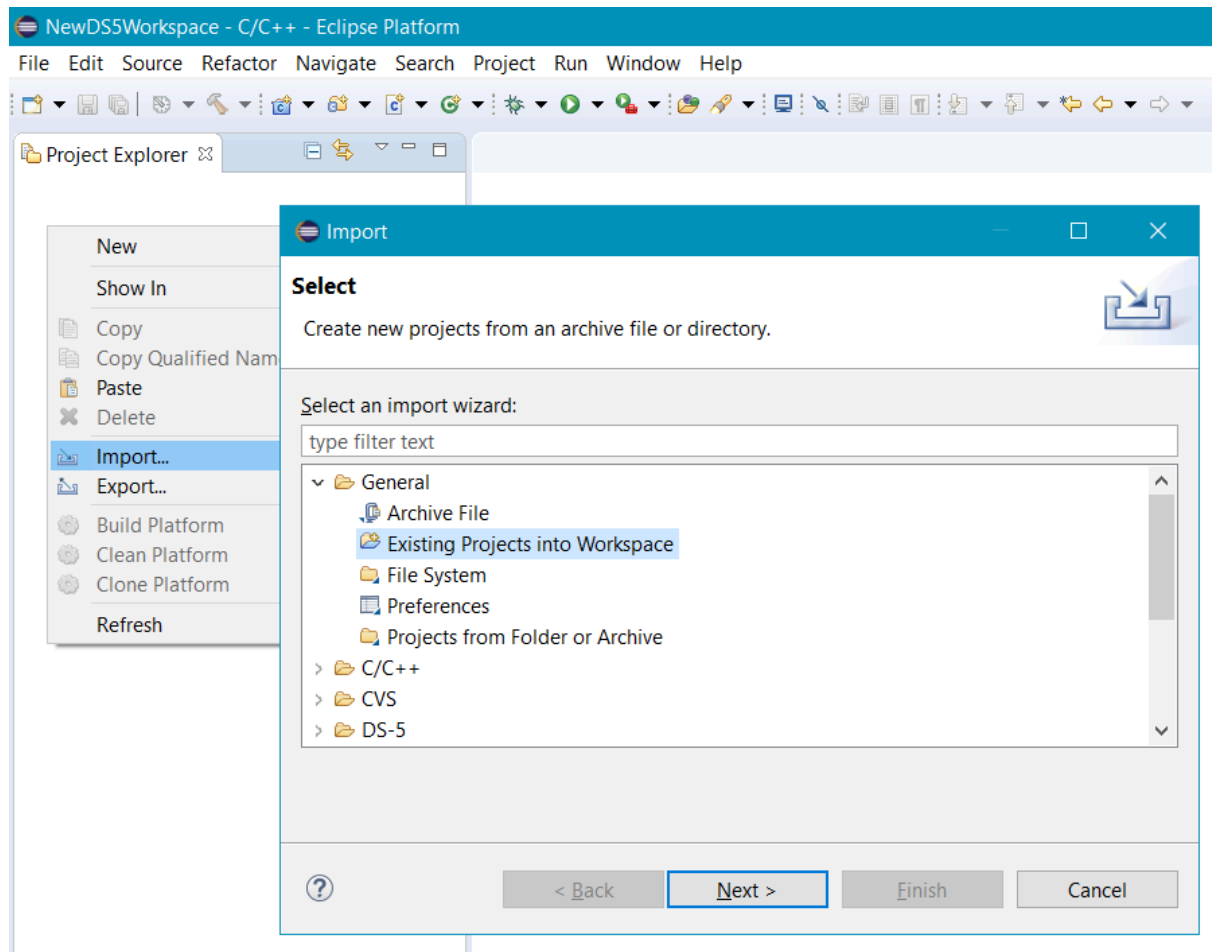 NewDS5Workspace - C/C++ - Eclipse Platform
File Edit Source Refactor Navigate Search Project Run Window Help
Project Explorer
New
Show In
Copy
Copy Qualified Nam
Paste
Delete
Import...
Export...
Build Platform
Clean Platform
Clone Platform
Refresh
Import
Select
Create new projects from an archive file or directory.
Select an import wizard:
type filter text
General
Archive File
Existing Projects into Workspace
File System
Preferences
Projects from Folder or Archive
C/C++
CVS
DS-5
< Back Next > Finish Cancel